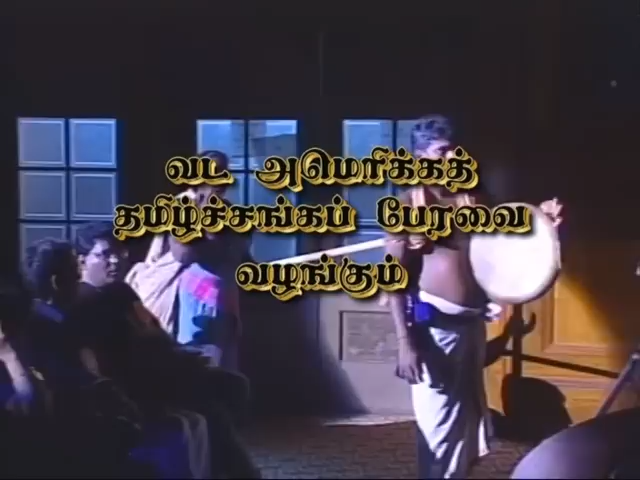 வட அமெரிக்கத்
தமிழ்ச்சங்கப் பேரவை
வழங்கும்